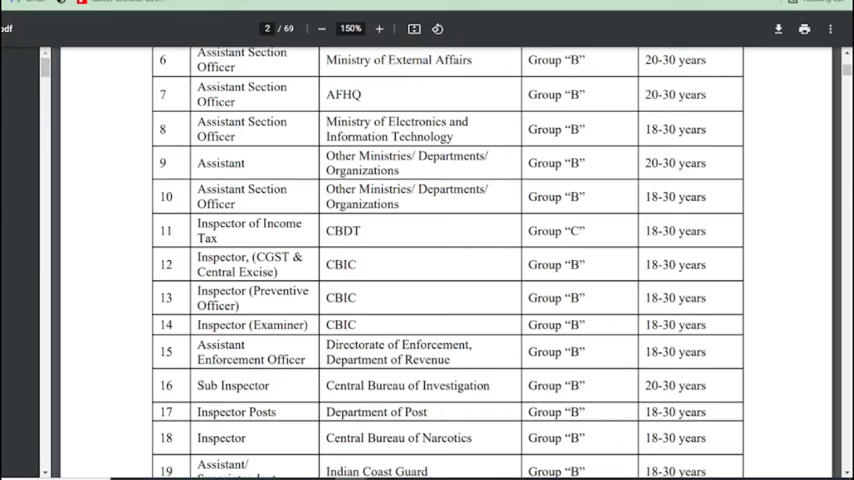 pdf
2 / 69
150%
6 Assistant Section Officer Ministry of External Affairs Group “B” 20-30 years
7 Assistant Section Officer AFHQ Group “B” 20-30 years
8 Assistant Section Officer Ministry of Electronics and Information Technology Group “B” 18-30 years
9 Assistant Other Ministries/ Departments/ Organizations Group “B” 20-30 years
10 Assistant Section Officer Other Ministries/ Departments/ Organizations Group “B” 18-30 years
11 Inspector of Income Tax CBDT Group “C” 18-30 years
12 Inspector, (CGST & Central Excise) CBIC Group “B” 18-30 years
13 Inspector (Preventive Officer) CBIC Group “B” 18-30 years
14 Inspector (Examiner) CBIC Group “B” 18-30 years
15 Assistant Enforcement Officer Directorate of Enforcement, Department of Revenue Group “B” 18-30 years
16 Sub Inspector Central Bureau of Investigation Group “B” 20-30 years
17 Inspector Posts Department of Post Group “B” 18-30 years
18 Inspector Central Bureau of Narcotics Group “B” 18-30 years
19 Assistant/ Indian Coast Guard Group “B” 18-30 years